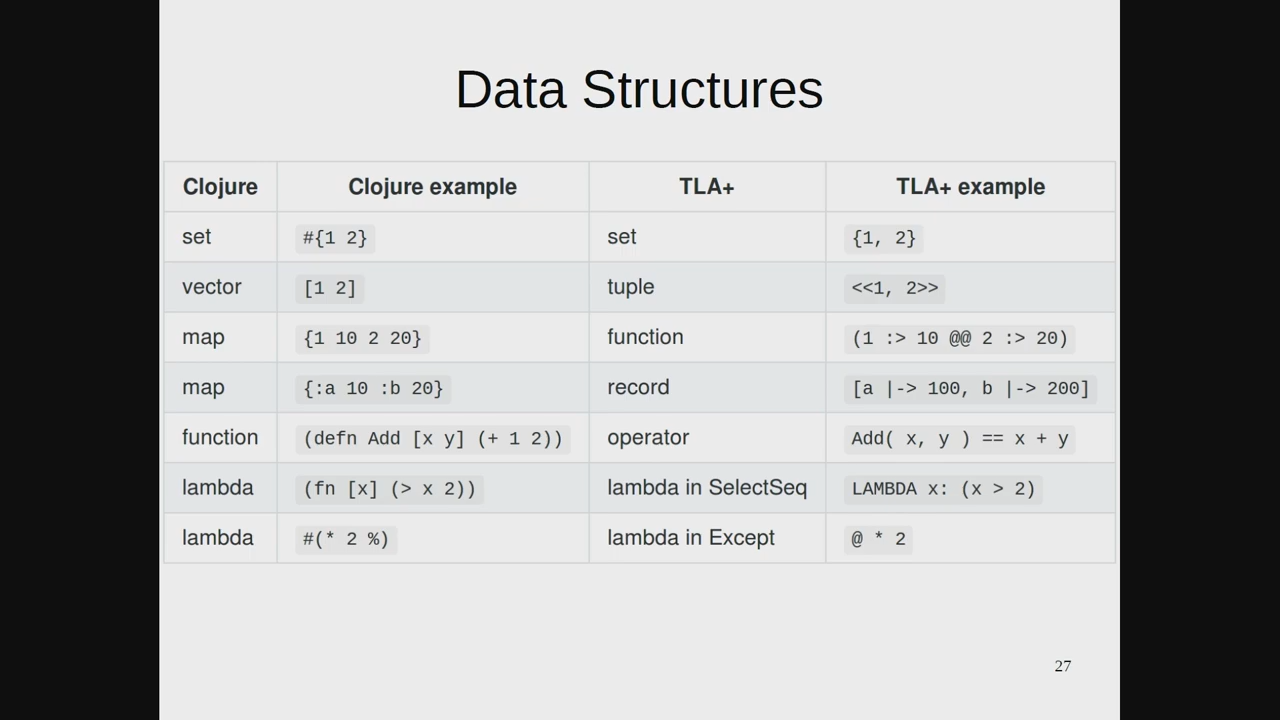 Data Structures
Clojure Clojure example TLA+ TLA+ example
set #{1 2} set {1, 2}
vector [1 2] tuple <<1, 2>>
map {1 10 2 20} function (1 :> 10 @@ 2 :> 20)
map {:a 10 :b 20} record [a |-> 100, b |-> 200]
function (defn Add [x y] (+ 1 2)) operator Add( x, y ) == x + y
lambda (fn [x] (> x 2)) lambda in SelectSeq LAMBDA x: (x > 2)
lambda #(* 2 %) lambda in Except @ * 2
27